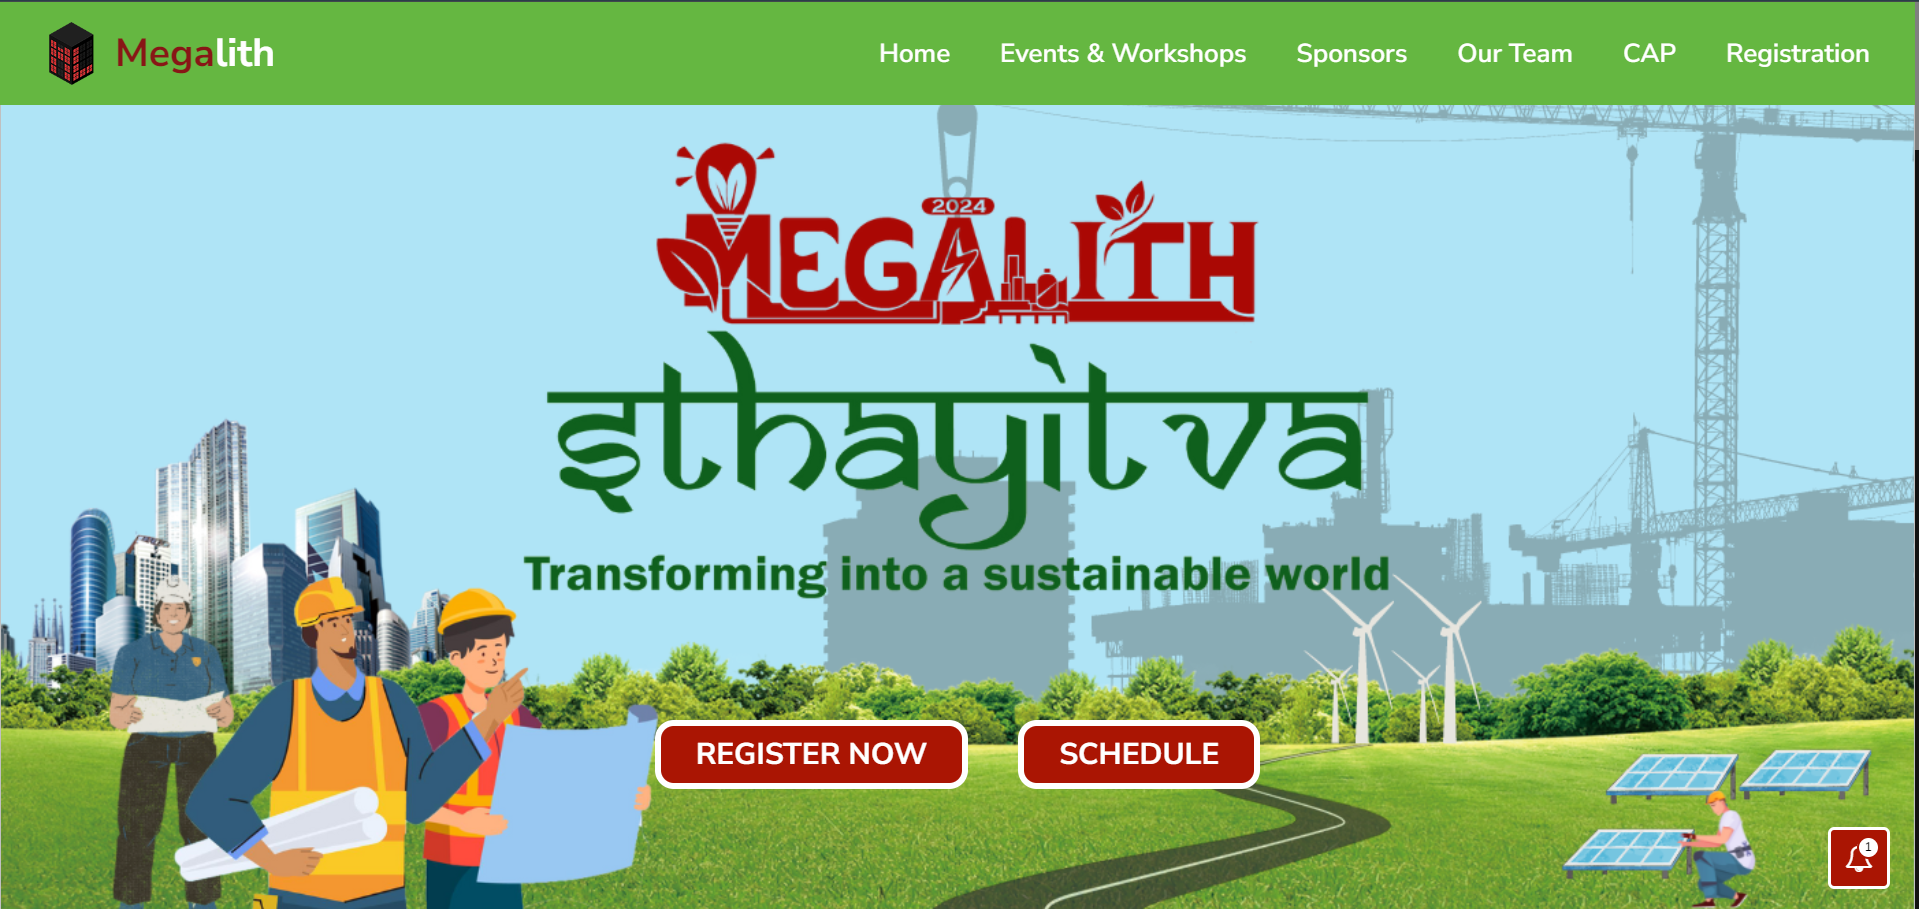 Megalith
Home Events & Workshops Sponsors Our Team CAP Registration
2024
MEGALITH
sthayitva
Transforming into a sustainable world
REGISTER NOW SCHEDULE
1